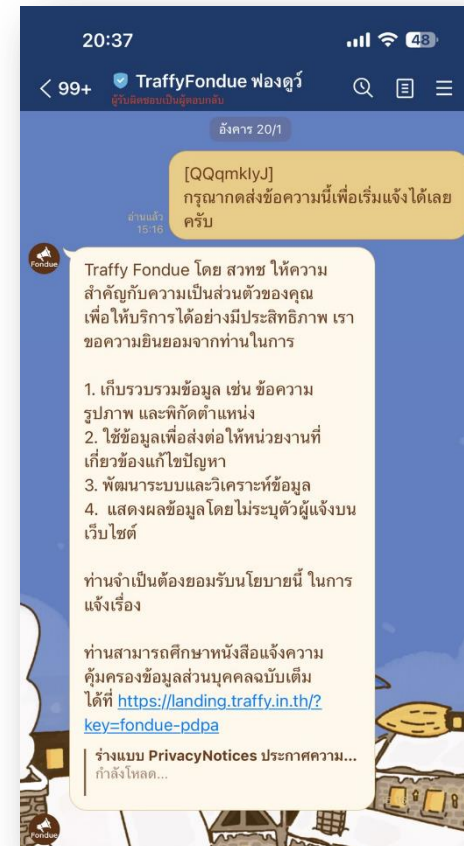 20:37
48
99+
TraffyFondue ฟองดูว์
ผู้รับผิดชอบเป็นผู้ตอบกลับ
อังคาร 20/1
[QQqmklyJ]
กรุณากดส่งข้อความนี้เพื่อเริ่มแจ้งได้เลย
ครับ
อ่านแล้ว
15:16
Fondue
Traffy Fondue โดย สวทช ให้ความ
สำคัญกับความเป็นส่วนตัวของคุณ
เพื่อให้บริการได้อย่างมีประสิทธิภาพ เรา
ขอความยินยอมจากท่านในการ
1. เก็บรวบรวมข้อมูล เช่น ข้อความ
รูปภาพ และพิกัดตำแหน่ง
2. ใช้ข้อมูลเพื่อส่งต่อให้หน่วยงานที่
เกี่ยวข้องแก้ไขปัญหา
3. พัฒนาระบบและวิเคราะห์ข้อมูล
4. แสดงผลข้อมูลโดยไม่ระบุตัวผู้แจ้งบน
เว็บไซต์
ท่านจำเป็นต้องยอมรับนโยบายนี้ ในการ
แจ้งเรื่อง
ท่านสามารถศึกษาหนังสือแจ้งความ
คุ้มครองข้อมูลส่วนบุคคลฉบับเต็ม
ได้ที่ https://landing.traffy.in.th/?
key=fondue-pdpa
ร่างแบบ PrivacyNotices ประกาศความ...
กำลังโหลด...
Fondue